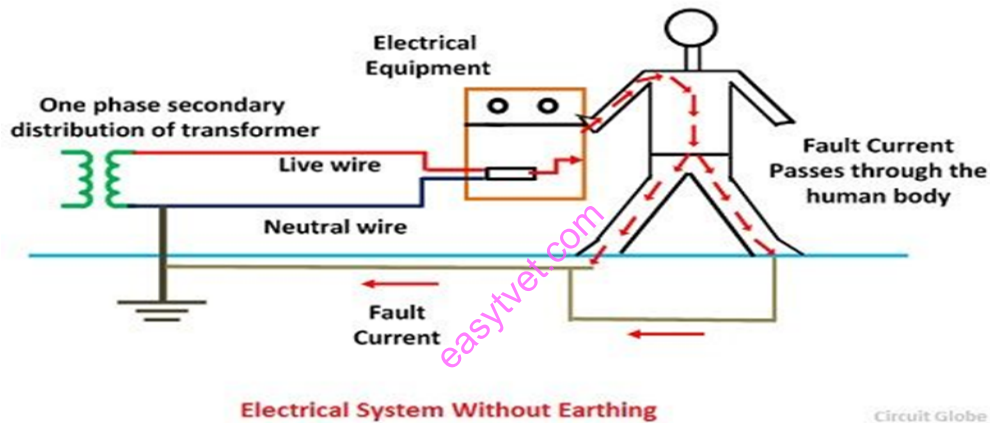 Electrical
Equipment
One phase secondary
distribution of transformer
Live wire
Neutral wire
Fault Current
Passes through the
human body
Fault
Current
easytvet.com
Electrical System Without Earthing
Circuit Globe